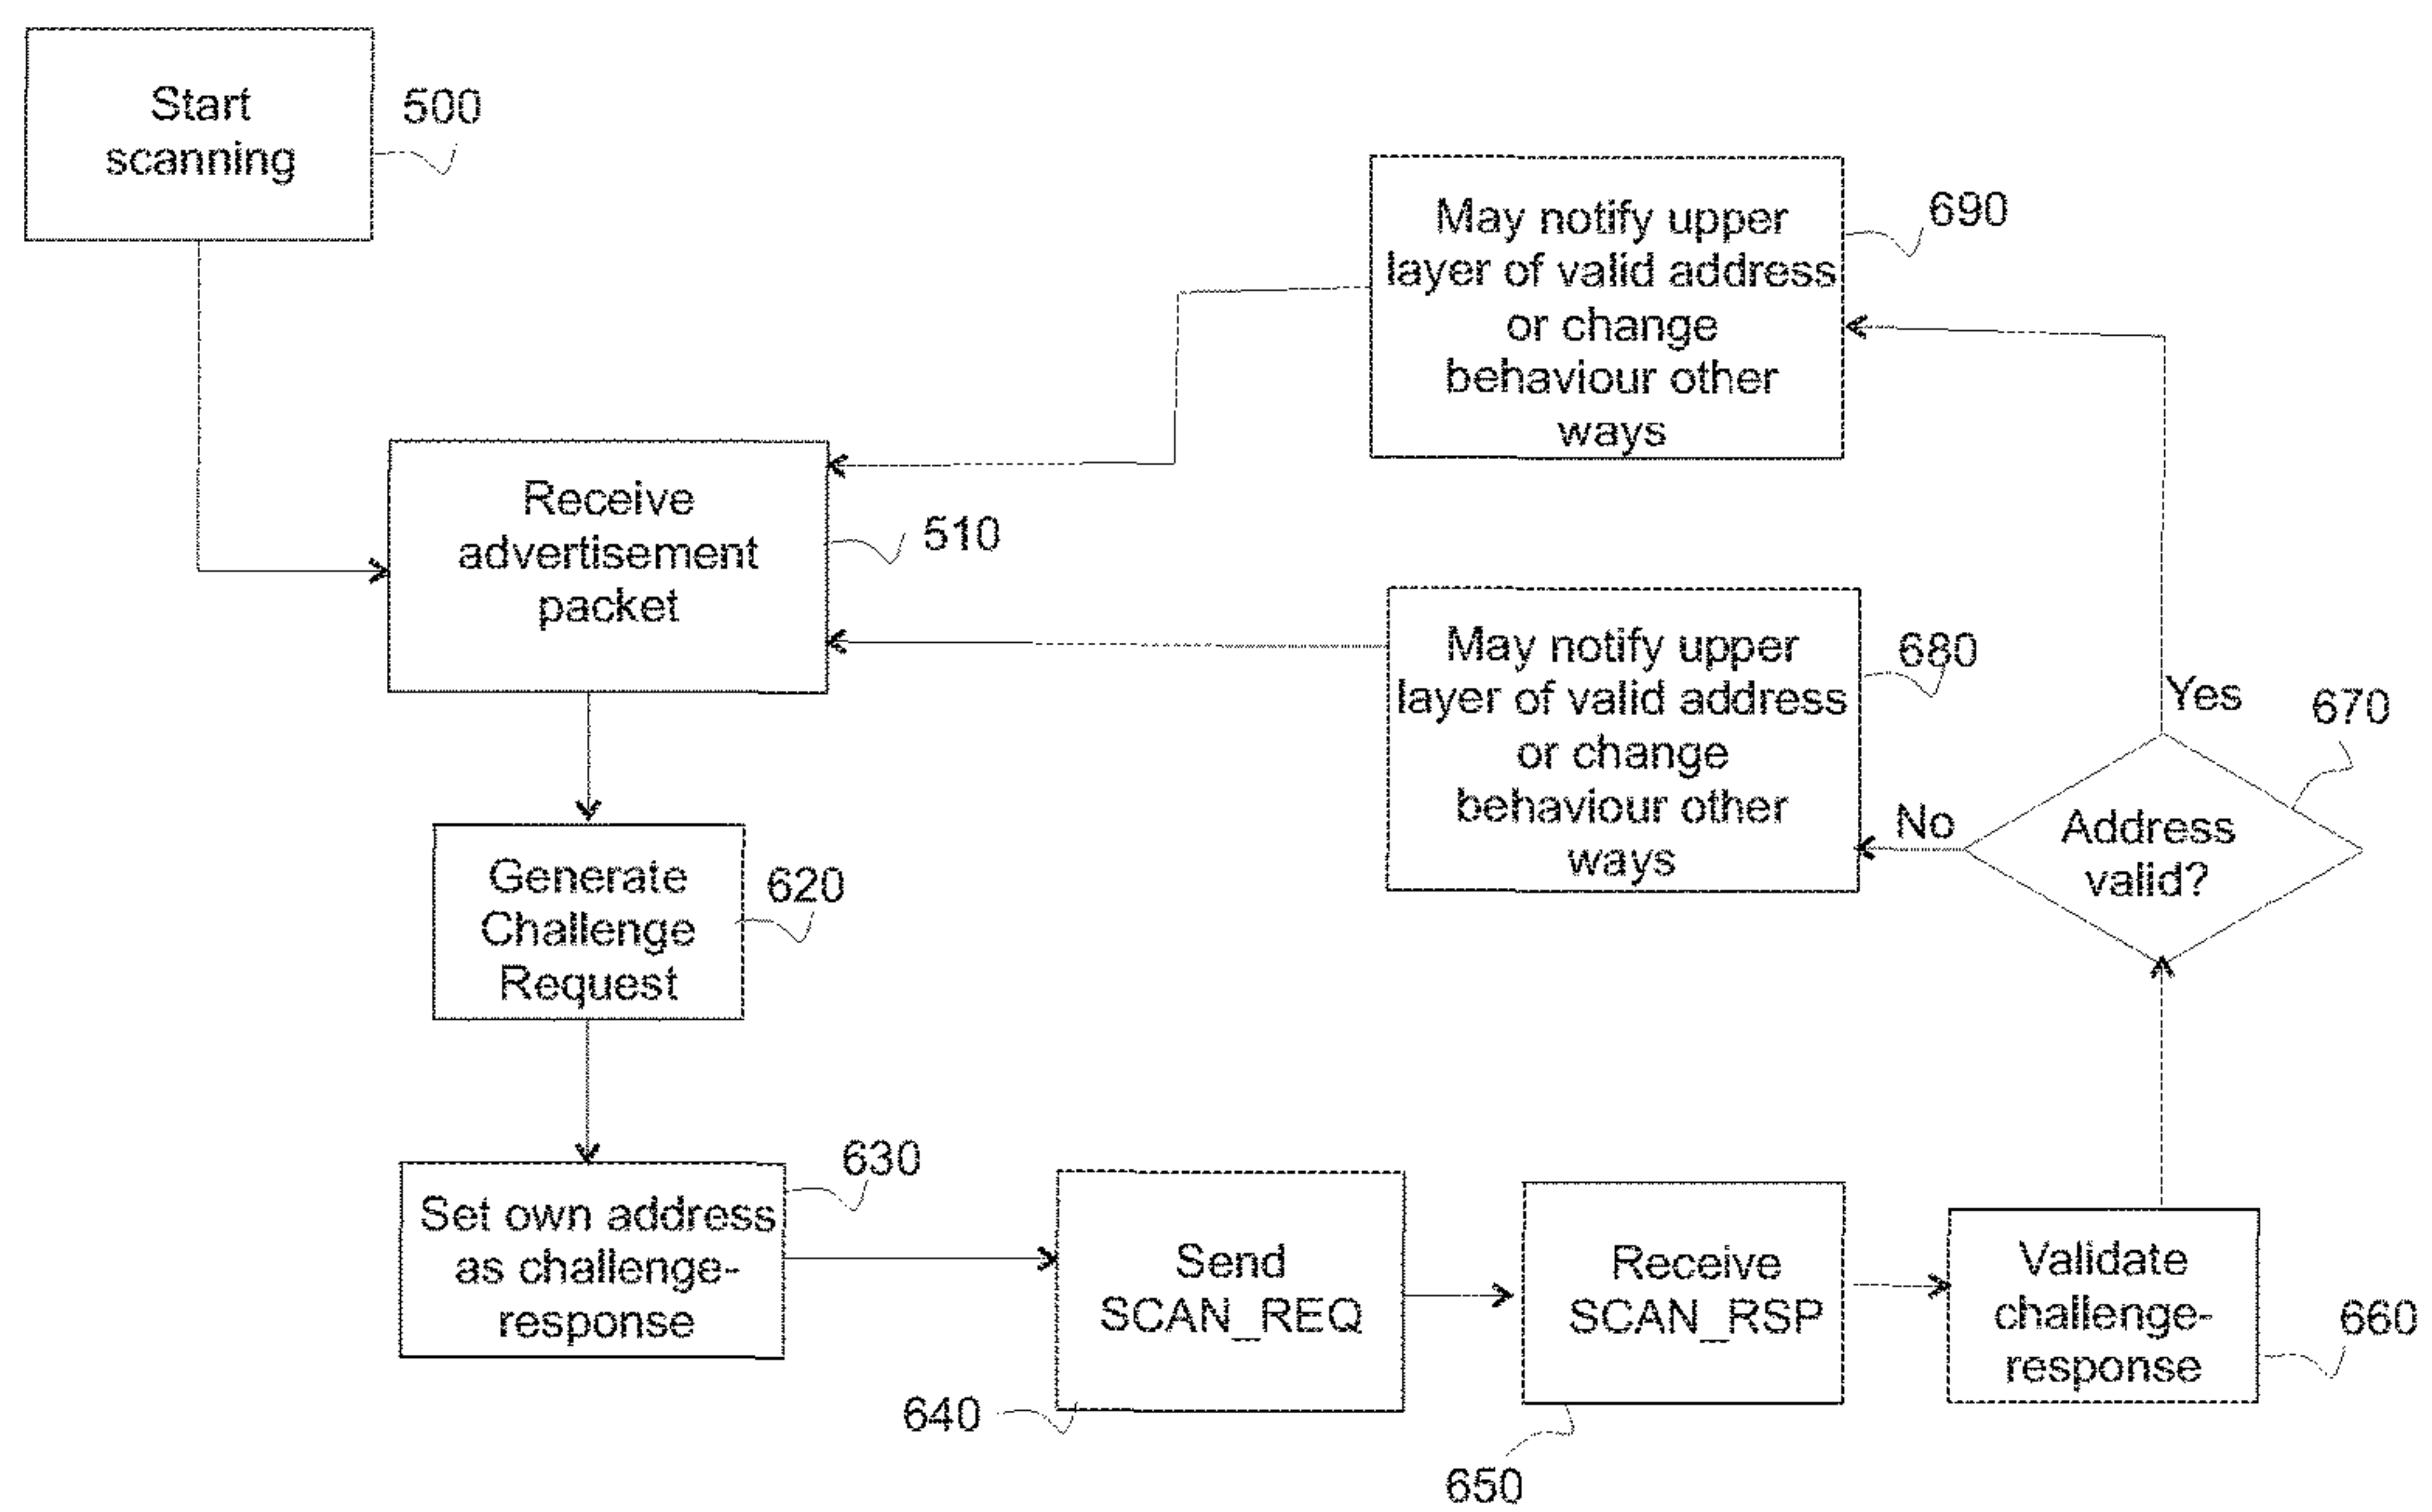 Start
scanning
500
May notify upper
layer of valid address
or change
behaviour other
ways
690
Receive
advertisement
packet
510
May notify upper
layer of valid address
or change
behaviour other
ways
680
Yes
670
No
Address
valid?
Generate
Challenge
Request
620
Set own address
as challenge-
response
630
Send
SCAN_REQ
640
Receive
SCAN_RSP
650
Validate
challenge-
response
660